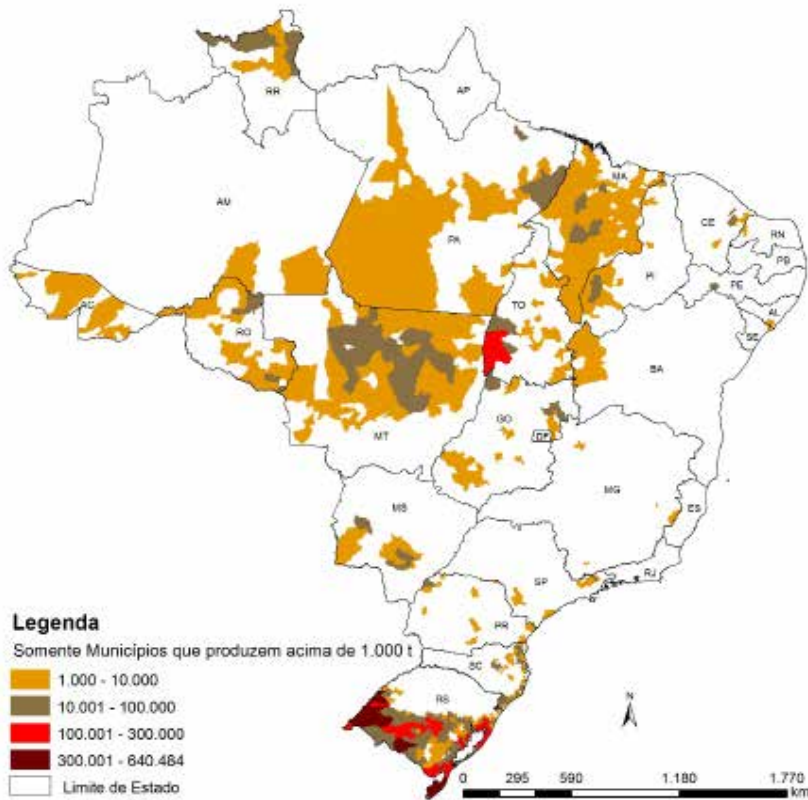 RR
AP
AM
PA
MA
CE
RN
PB
PE
AL
SE
PI
TO
AC
RO
BA
MT
GO
DF
MG
ES
MS
SP
RJ
PR
SC
RS
N
Legenda
Somente Municípios que produzem acima de 1.000 t
1.000 - 10.000
10.001 - 100.000
100.001 - 300.000
300.001 - 640.484
Limite de Estado
0 295 590 1.180 1.770
km